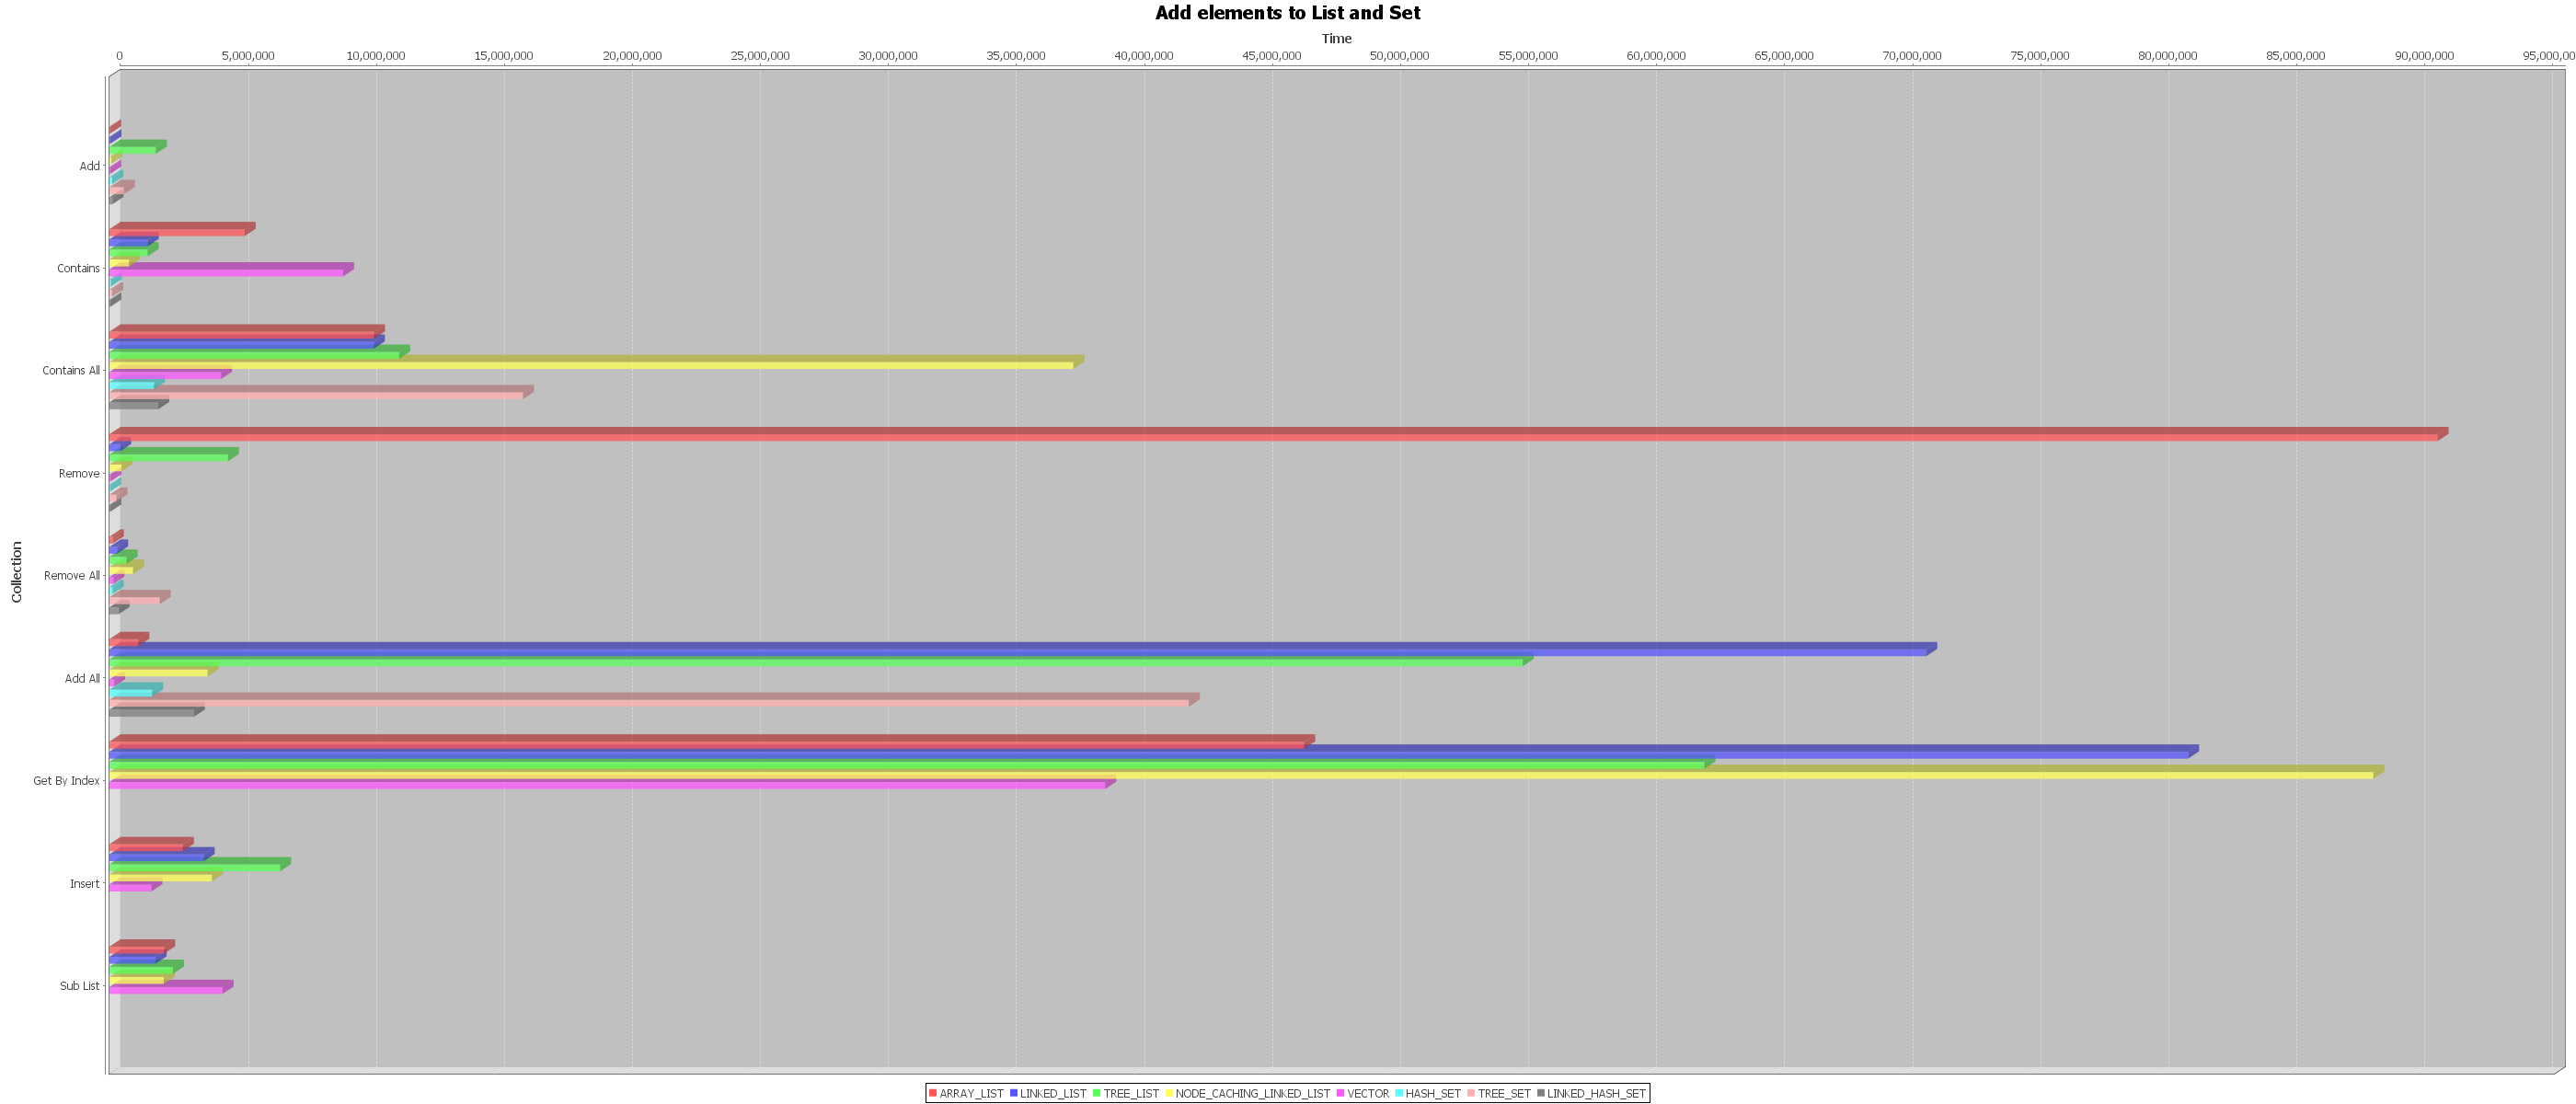 Add elements to List and Set
Time
0 5,000,000 10,000,000 15,000,000 20,000,000 25,000,000 30,000,000 35,000,000 40,000,000 45,000,000 50,000,000 55,000,000 60,000,000 65,000,000 70,000,000 75,000,000 80,000,000 85,000,000 90,000,000 95,000,0
Add
Contains
Contains All
Remove
Collection
Remove All
Add All
Get By Index
Insert
Sub List
ARRAY_LIST LINKED_LIST TREE_LIST NODE_CACHING_LINKED_LIST VECTOR HASH_SET TREE_SET LINKED_HASH_SET